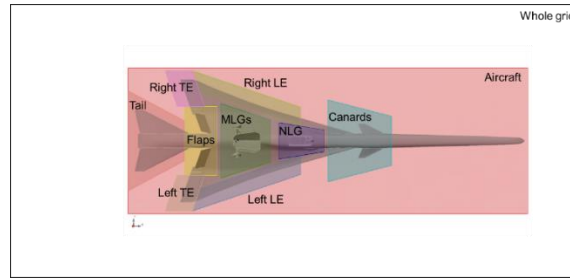 Whole gri
Aircraft
Right TE
Right LE
Tail
MLGs
Canards
NLG
Flaps
Left TE
Left LE